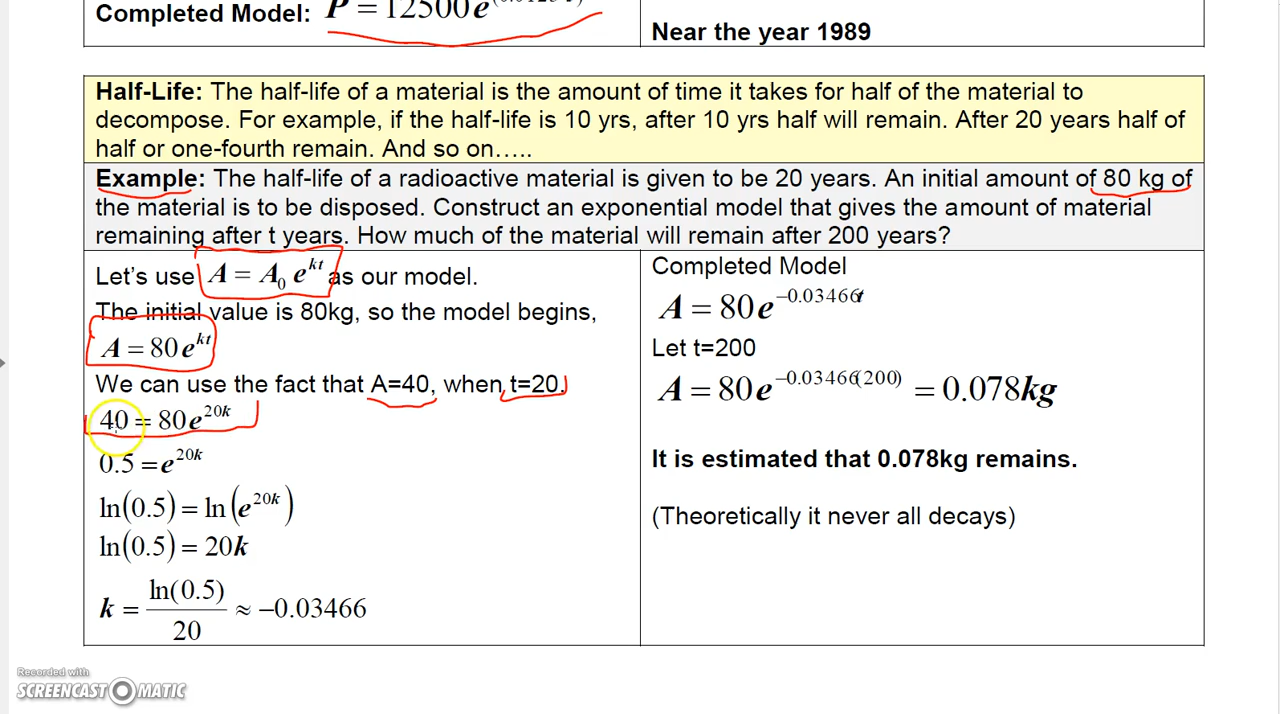 Completed Model: P = 12500e
Near the year 1989
Half-Life: The half-life of a material is the amount of time it takes for half of the material to
decompose. For example, if the half-life is 10 yrs, after 10 yrs half will remain. After 20 years half of
half or one-fourth remain. And so on.....
Example: The half-life of a radioactive material is given to be 20 years. An initial amount of 80 kg of
the material is to be disposed. Construct an exponential model that gives the amount of material
remaining after t years. How much of the material will remain after 200 years?
Let's use A = A₀ e^{kt} as our model.
The initial value is 80kg, so the model begins,
A = 80 e^{kt}
We can use the fact that A=40, when t=20.
40 = 80e^{20k}
0.5 = e^{20k}
ln(0.5) = ln(e^{20k})
ln(0.5) = 20k
k = ln(0.5)/20 ≈ −0.03466
Completed Model
A = 80e^{−0.03466t}
Let t=200
A = 80e^{−0.03466(200)} = 0.078kg
It is estimated that 0.078kg remains.
(Theoretically it never all decays)
Recorded with
SCREENCAST-O-MATIC